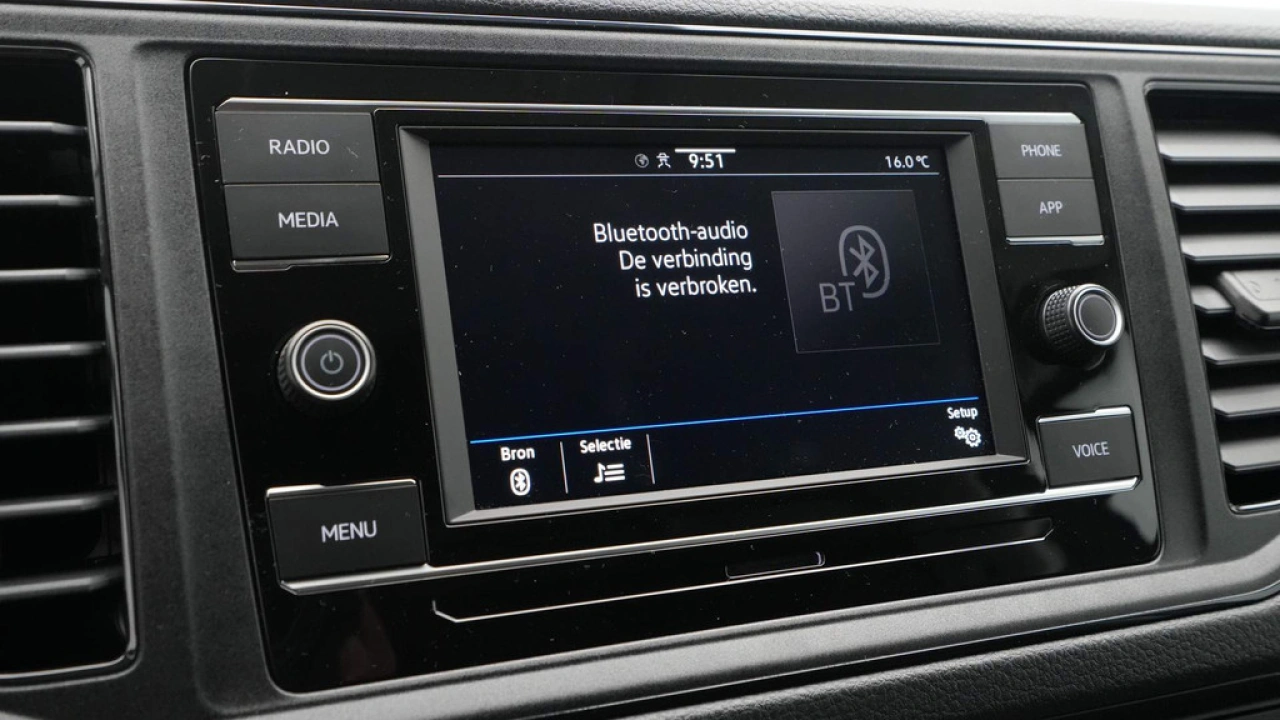 RADIO
MEDIA
MENU
9:51
16.0 °C
Bluetooth-audio
De verbinding
is verbroken.
BT
Setup
Bron
Selectie
PHONE
APP
VOICE